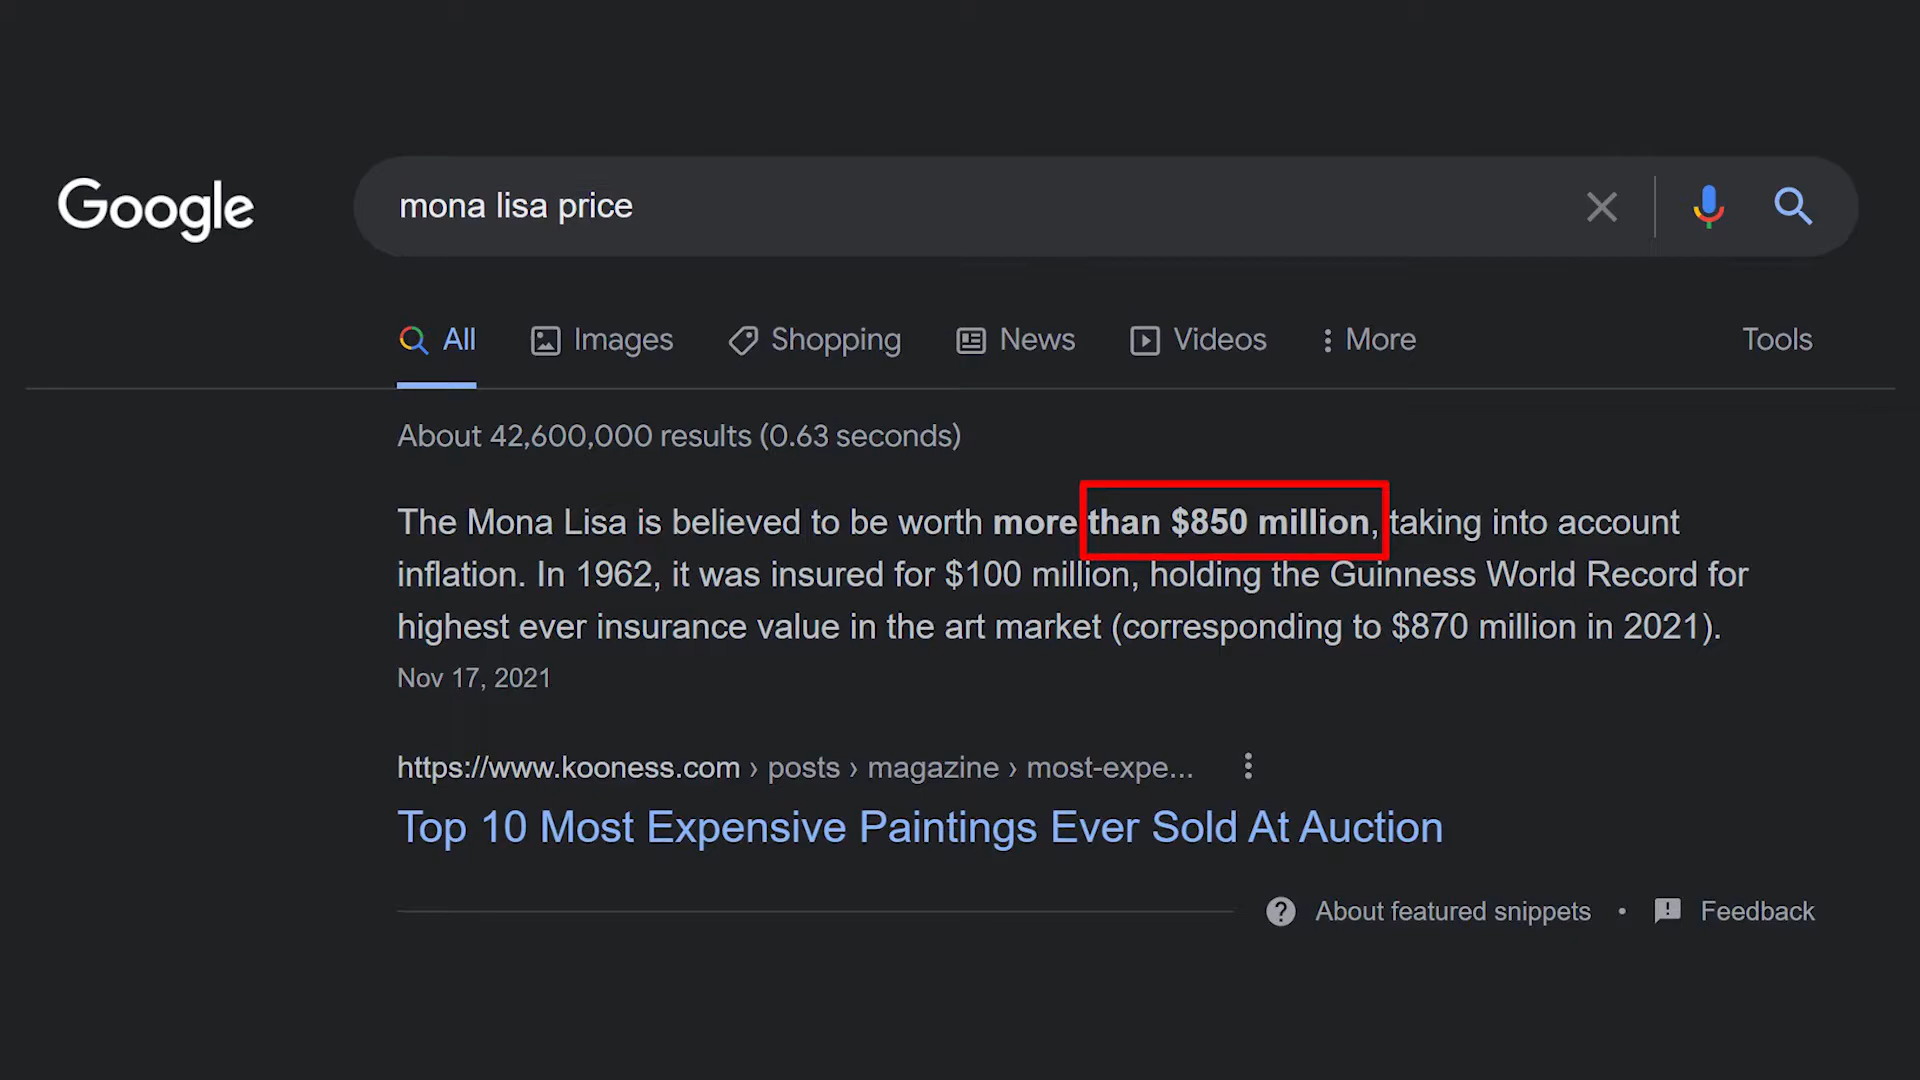 Google
mona lisa price
All Images Shopping News Videos More Tools
About 42,600,000 results (0.63 seconds)
The Mona Lisa is believed to be worth more than $850 million, taking into account
inflation. In 1962, it was insured for $100 million, holding the Guinness World Record for
highest ever insurance value in the art market (corresponding to $870 million in 2021).
Nov 17, 2021
https://www.kooness.com › posts › magazine › most-expe...
Top 10 Most Expensive Paintings Ever Sold At Auction
About featured snippets • Feedback